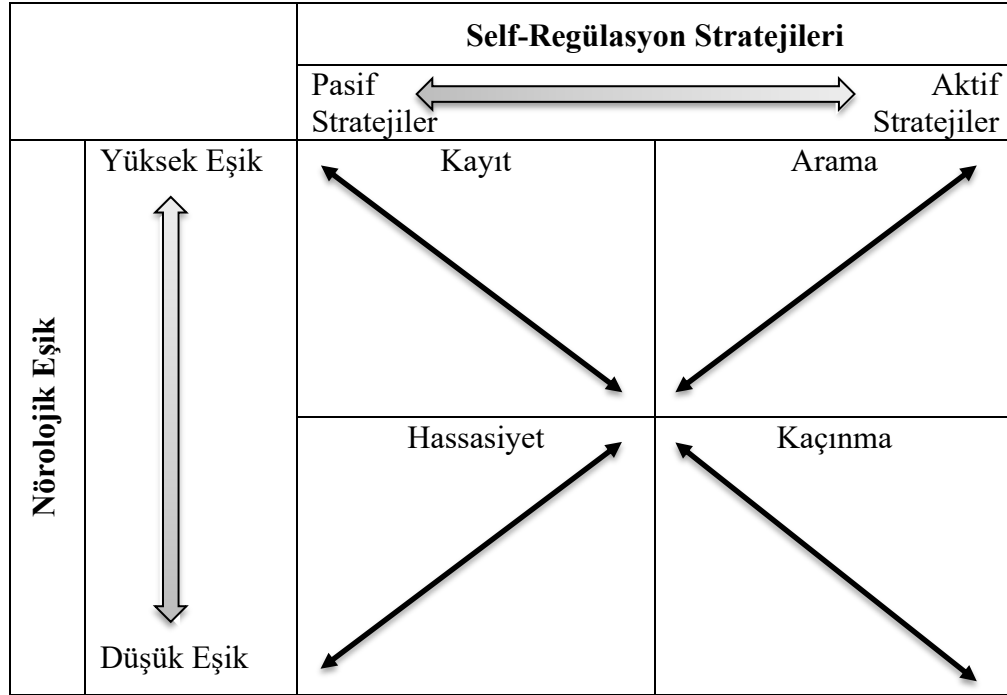 Self-Regülasyon Stratejileri
Pasif
Stratejiler
Aktif
Stratejiler
Nörolojik Eşik
Yüksek Eşik
Düşük Eşik
Kayıt
Arama
Hassasiyet
Kaçınma